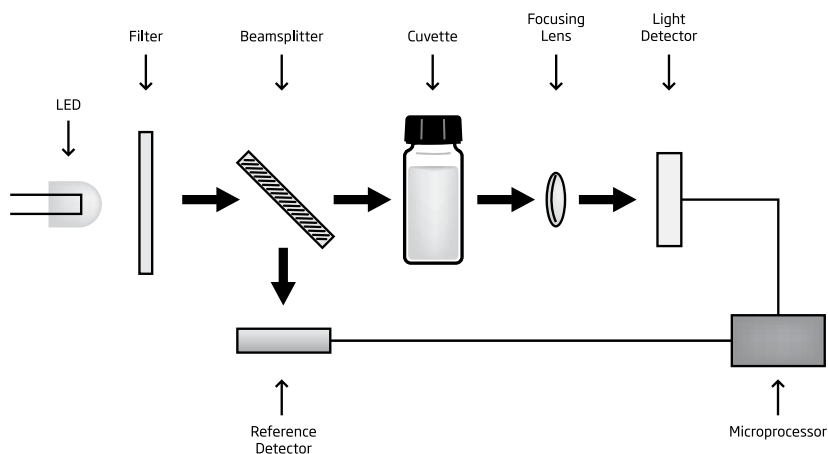 LED
Filter
Beamsplitter
Cuvette
Focusing
Lens
Light
Detector
Reference
Detector
Microprocessor